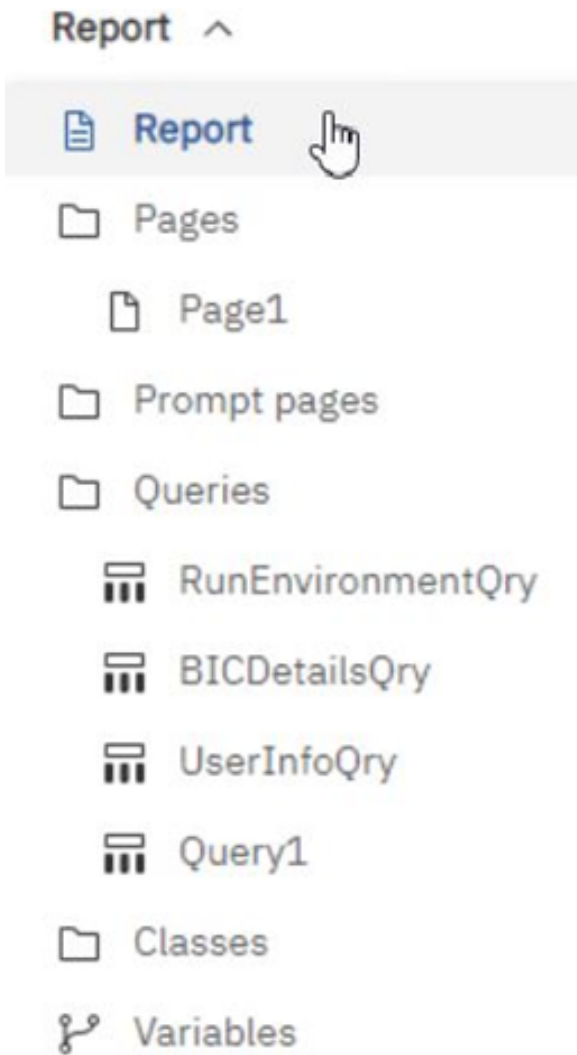 Report
Report
Pages
Page1
Prompt pages
Queries
RunEnvironmentQry
BICDetailsQry
UserInfoQry
Query1
Classes
Variables